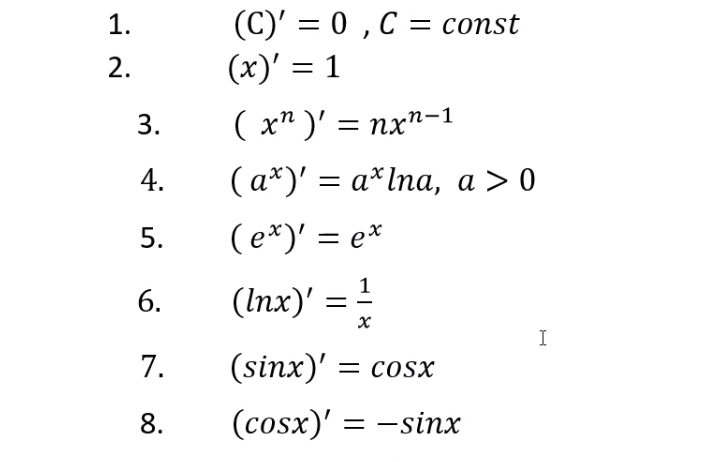 1. (C)′ = 0 , C = const
2. (x)′ = 1
3. ( xⁿ )′ = nxⁿ⁻¹
4. ( aˣ)′ = aˣlna, a > 0
5. ( eˣ)′ = eˣ
6. (lnx)′ = 1/x
7. (sinx)′ = cosx
8. (cosx)′ = −sinx